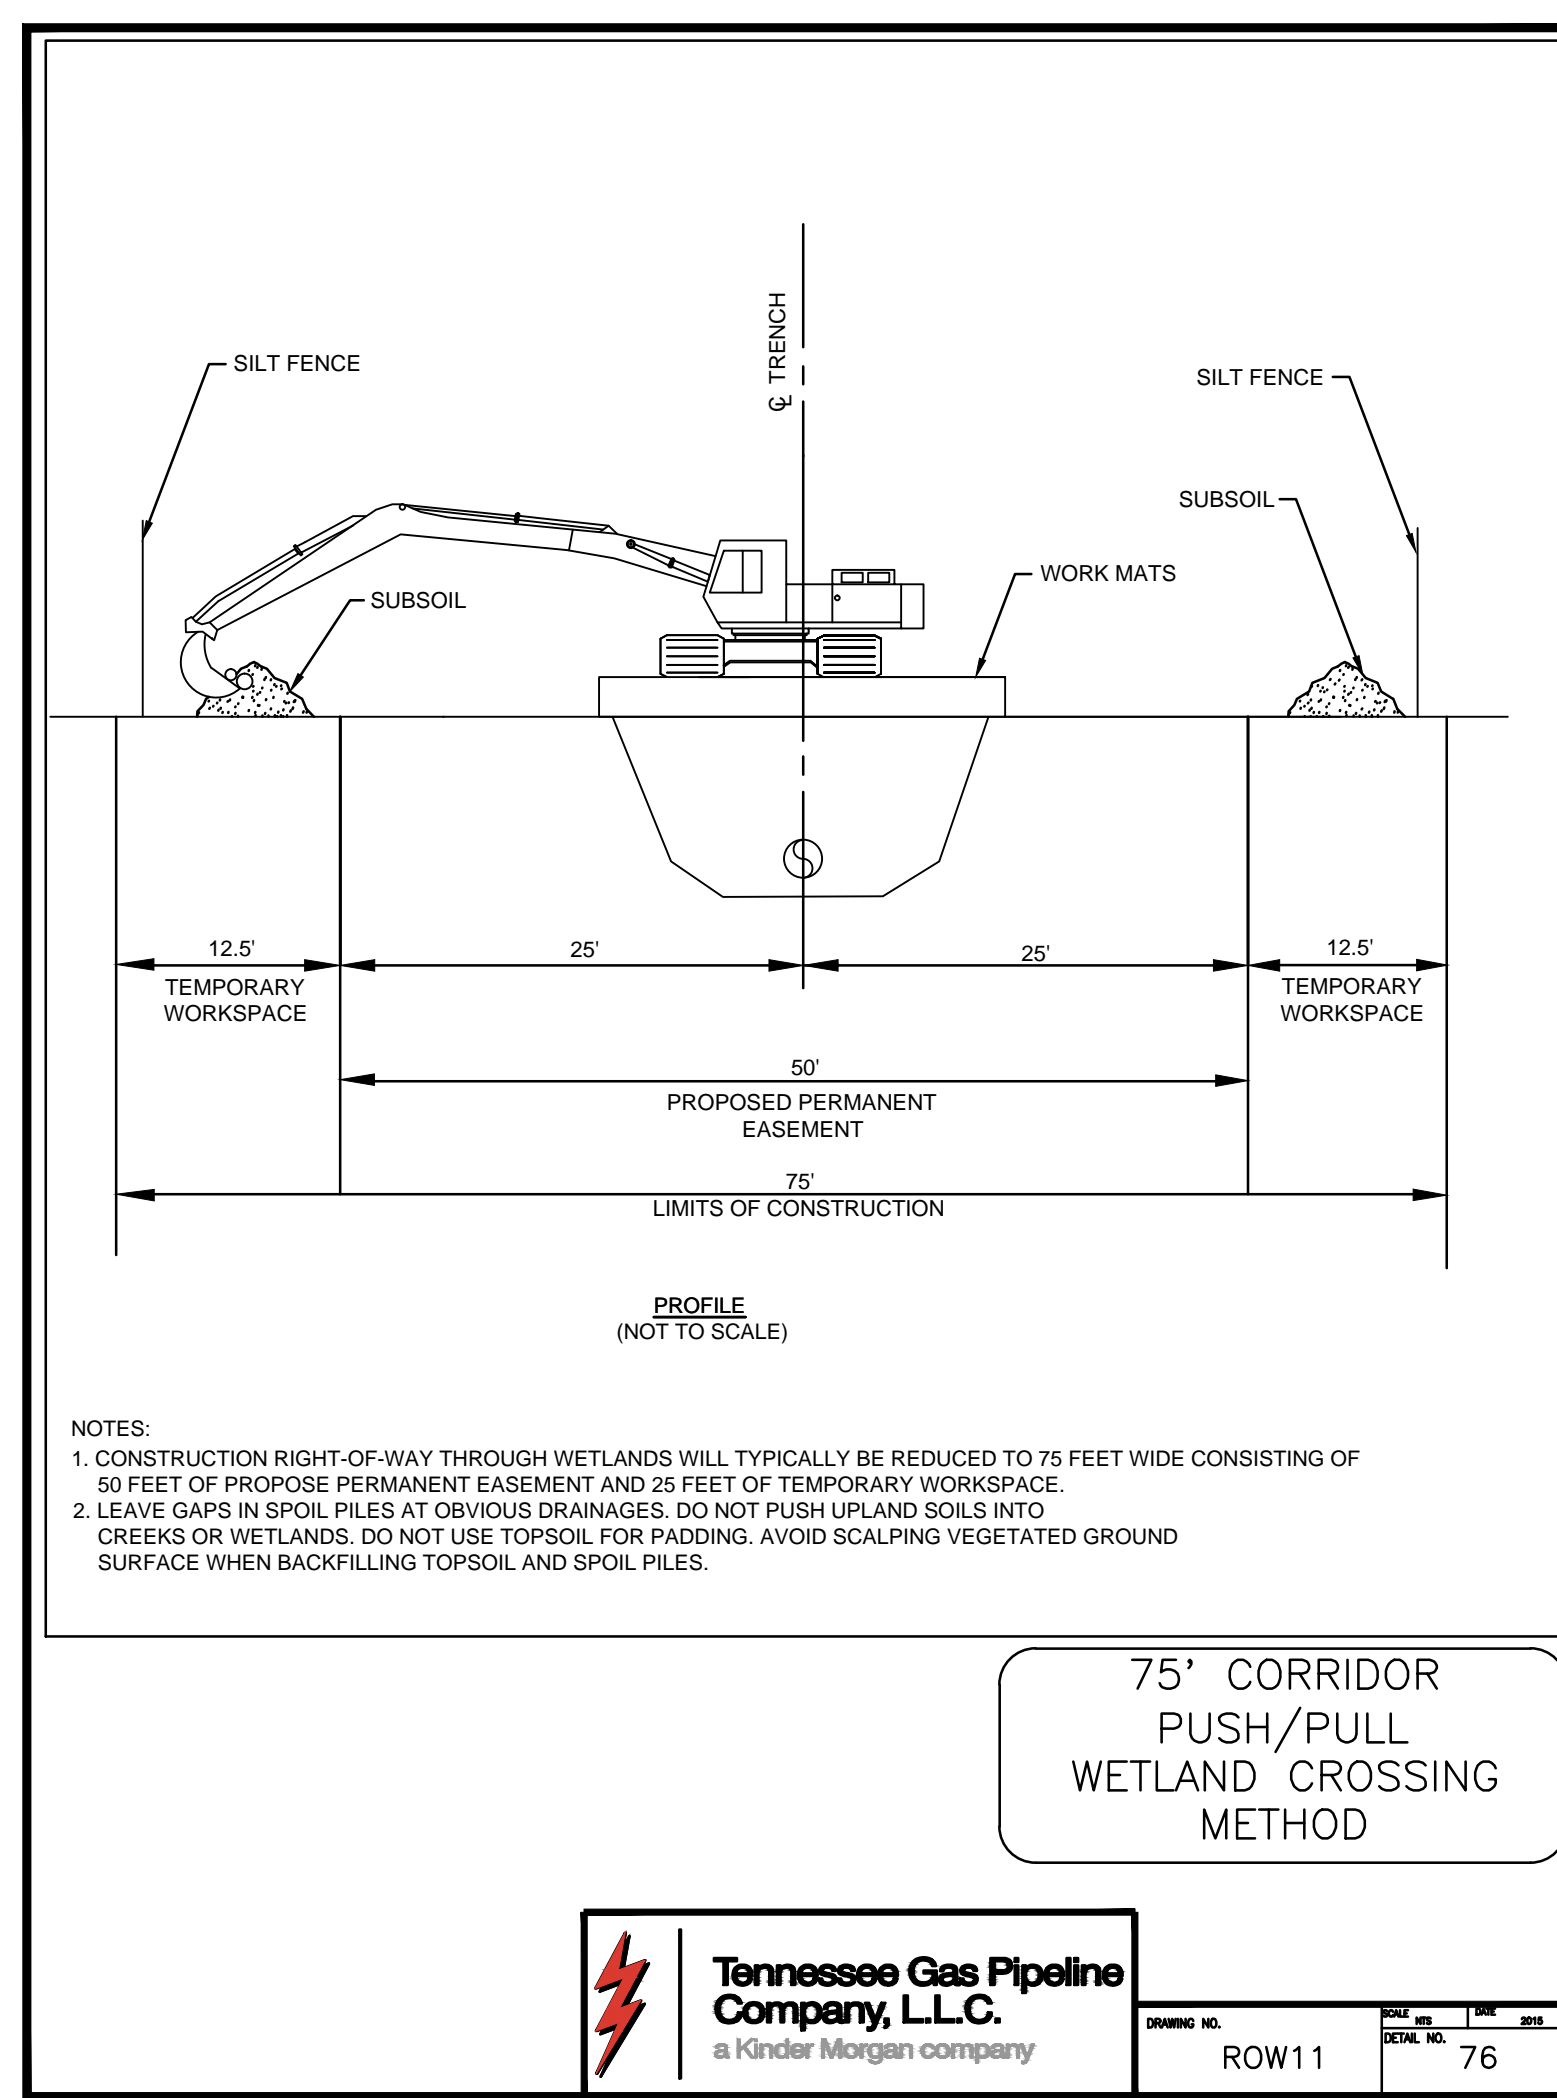 SILT FENCE
℄ TRENCH
SILT FENCE
SUBSOIL
WORK MATS
SUBSOIL
12.5'
25'
25'
12.5'
TEMPORARY
WORKSPACE
TEMPORARY
WORKSPACE
50'
PROPOSED PERMANENT
EASEMENT
75'
LIMITS OF CONSTRUCTION
PROFILE
(NOT TO SCALE)
NOTES:
1. CONSTRUCTION RIGHT-OF-WAY THROUGH WETLANDS WILL TYPICALLY BE REDUCED TO 75 FEET WIDE CONSISTING OF
50 FEET OF PROPOSE PERMANENT EASEMENT AND 25 FEET OF TEMPORARY WORKSPACE.
2. LEAVE GAPS IN SPOIL PILES AT OBVIOUS DRAINAGES. DO NOT PUSH UPLAND SOILS INTO
CREEKS OR WETLANDS. DO NOT USE TOPSOIL FOR PADDING. AVOID SCALPING VEGETATED GROUND
SURFACE WHEN BACKFILLING TOPSOIL AND SPOIL PILES.
75' CORRIDOR
PUSH/PULL
WETLAND CROSSING
METHOD
Tennessee Gas Pipeline
Company, L.L.C.
a Kinder Morgan company
DRAWING NO.
ROW11
SCALE NTS
DATE 2015
DETAIL NO.
76